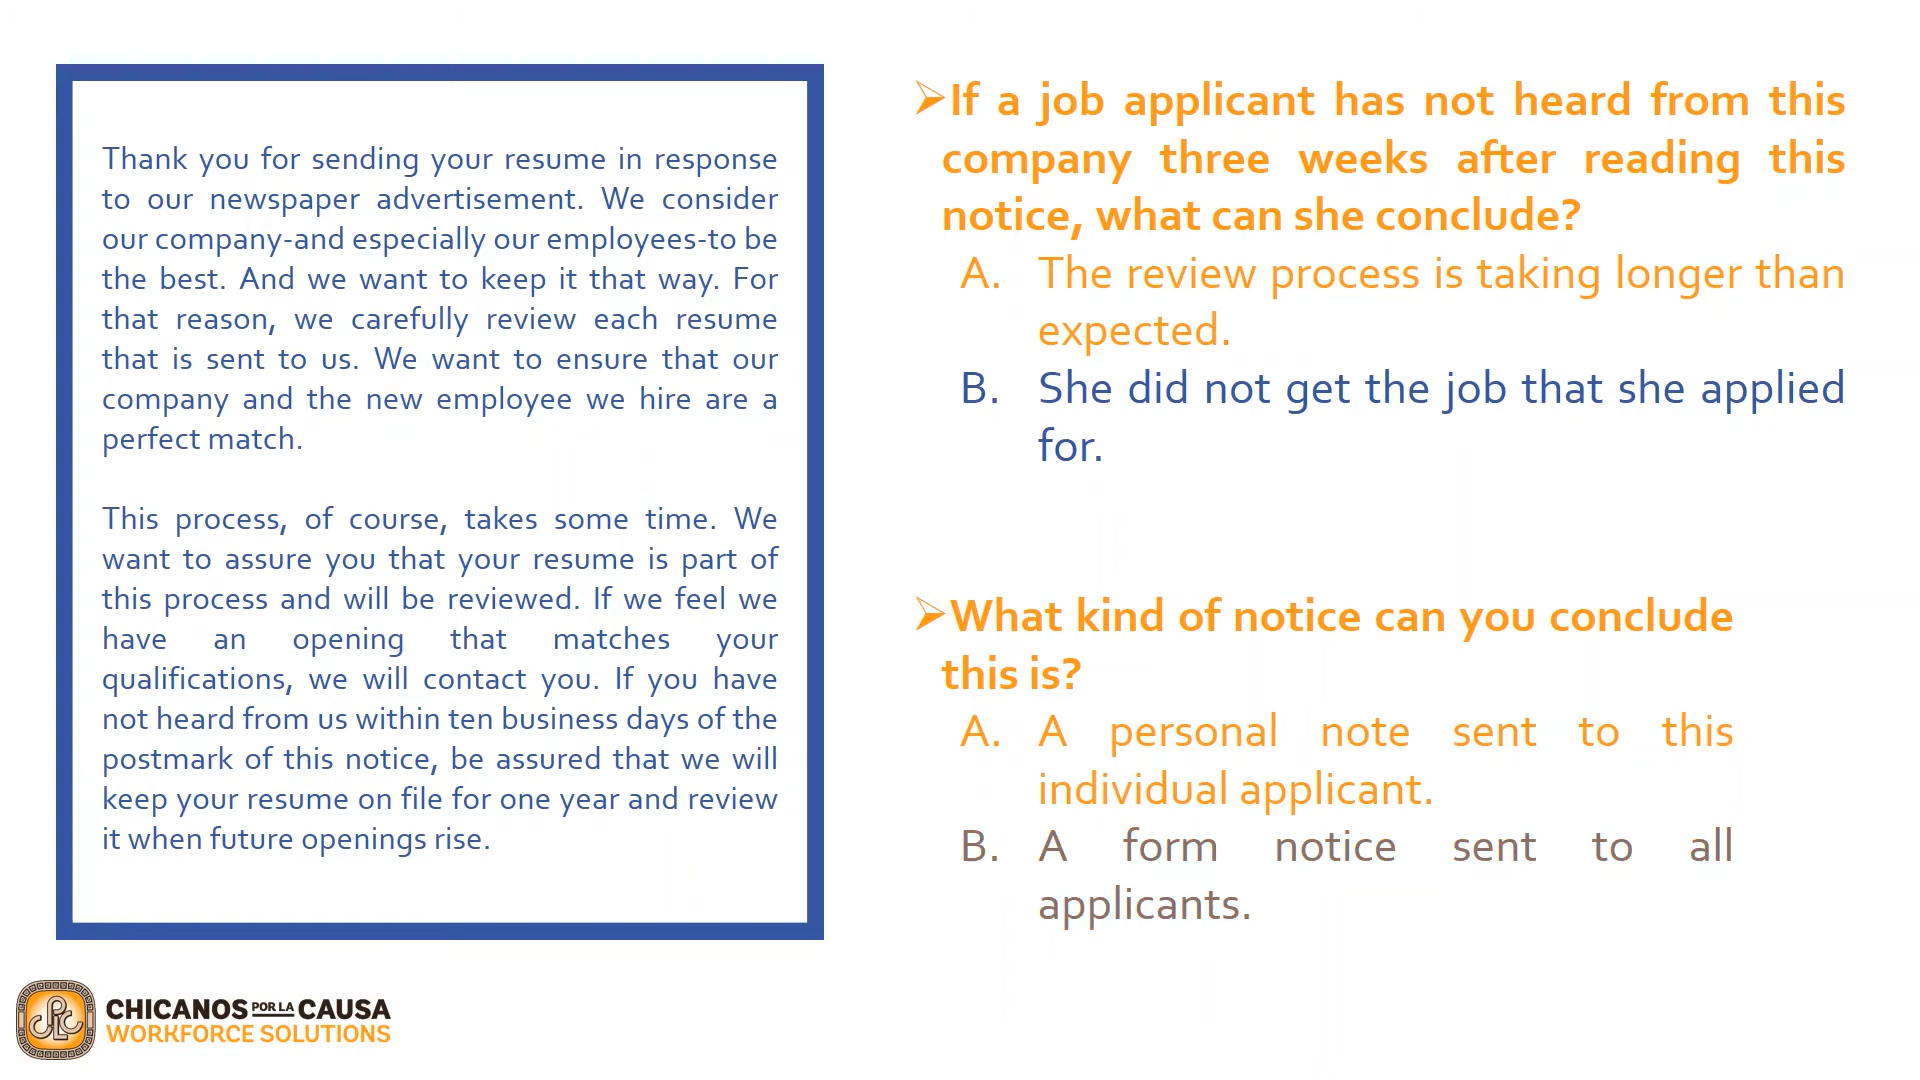 Thank you for sending your resume in response
to our newspaper advertisement. We consider
our company-and especially our employees-to be
the best. And we want to keep it that way. For
that reason, we carefully review each resume
that is sent to us. We want to ensure that our
company and the new employee we hire are a
perfect match.
This process, of course, takes some time. We
want to assure you that your resume is part of
this process and will be reviewed. If we feel we
have an opening that matches your
qualifications, we will contact you. If you have
not heard from us within ten business days of the
postmark of this notice, be assured that we will
keep your resume on file for one year and review
it when future openings rise.
If a job applicant has not heard from this
company three weeks after reading this
notice, what can she conclude?
A. The review process is taking longer than
expected.
B. She did not get the job that she applied
for.
What kind of notice can you conclude
this is?
A. A personal note sent to this
individual applicant.
B. A form notice sent to all
applicants.
CPLC
CHICANOS POR LA CAUSA
WORKFORCE SOLUTIONS